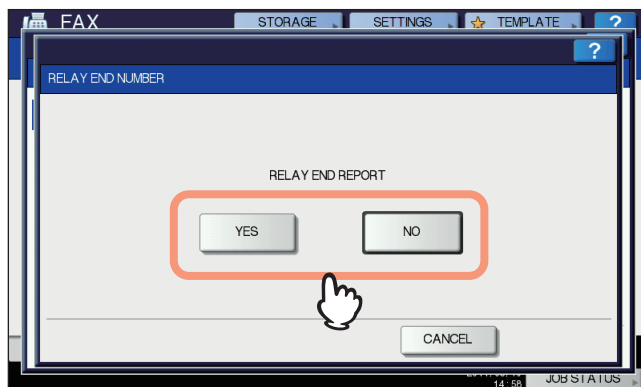 FAX STORAGE SETTINGS TEMPLATE ?
?
RELAY END NUMBER
RELAY END REPORT
YES NO
CANCEL
14:58 JOB STATUS